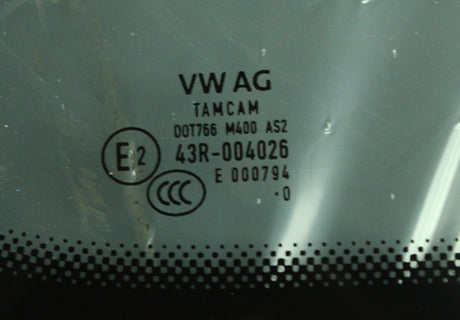 VW AG
TAMCAM
DOT766 M400 AS2
E2 43R-004026
E 000794
CCC
·0